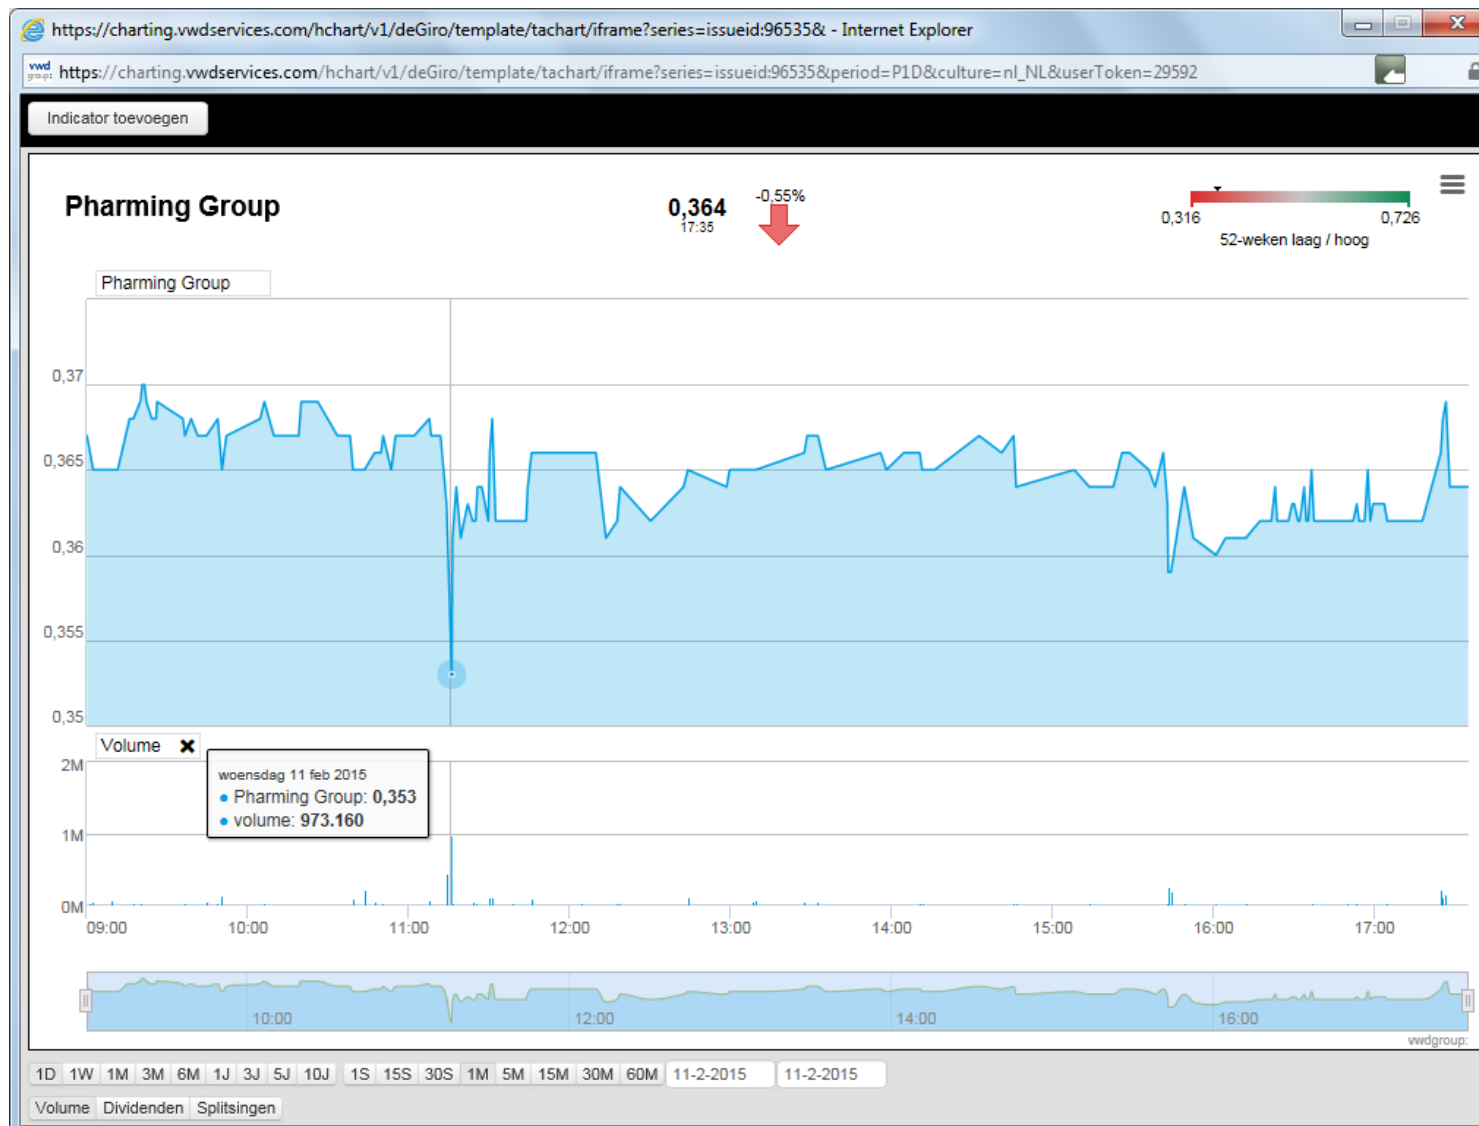 https://charting.vwdservices.com/hchart/v1/deGiro/template/tachart/iframe?series=issueid:96535& - Internet Explorer
vwd group: https://charting.vwdservices.com/hchart/v1/deGiro/template/tachart/iframe?series=issueid:96535&period=P1D&culture=nl_NL&userToken=29592
Indicator toevoegen
Pharming Group
0,364
17:35
-0,55%
0,316
0,726
52-weken laag / hoog
Pharming Group
0,37
0,365
0,36
0,355
0,35
Volume
woensdag 11 feb 2015
Pharming Group: 0,353
volume: 973.160
2M
1M
0M
09:00 10:00 11:00 12:00 13:00 14:00 15:00 16:00 17:00
10:00 12:00 14:00 16:00
vwdgroup:
1D 1W 1M 3M 6M 1J 3J 5J 10J 1S 15S 30S 1M 5M 15M 30M 60M 11-2-2015 11-2-2015
Volume Dividenden Splitsingen